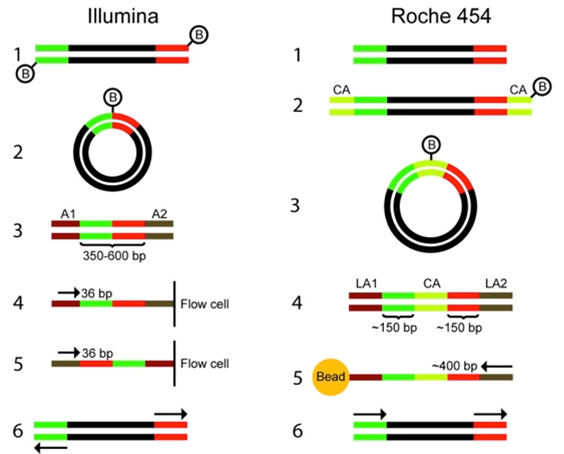 Illumina
1
B
B
2
B
3
A1
A2
350-600 bp
4
36 bp
Flow cell
5
36 bp
Flow cell
6
Roche 454
1
2
CA
CA
B
3
B
4
LA1
CA
LA2
~150 bp
~150 bp
5
Bead
~400 bp
6